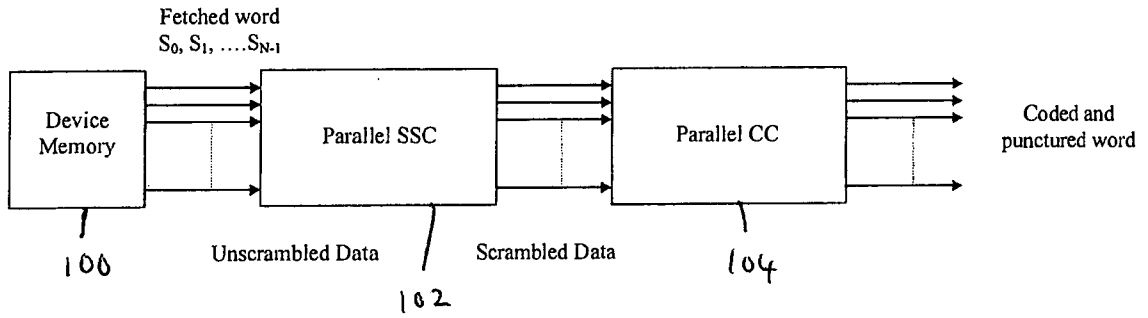 Fetched word
S0, S1, ....SN-1
Device
Memory
Parallel SSC
Parallel CC
Coded and
punctured word
Unscrambled Data
Scrambled Data
100
102
104